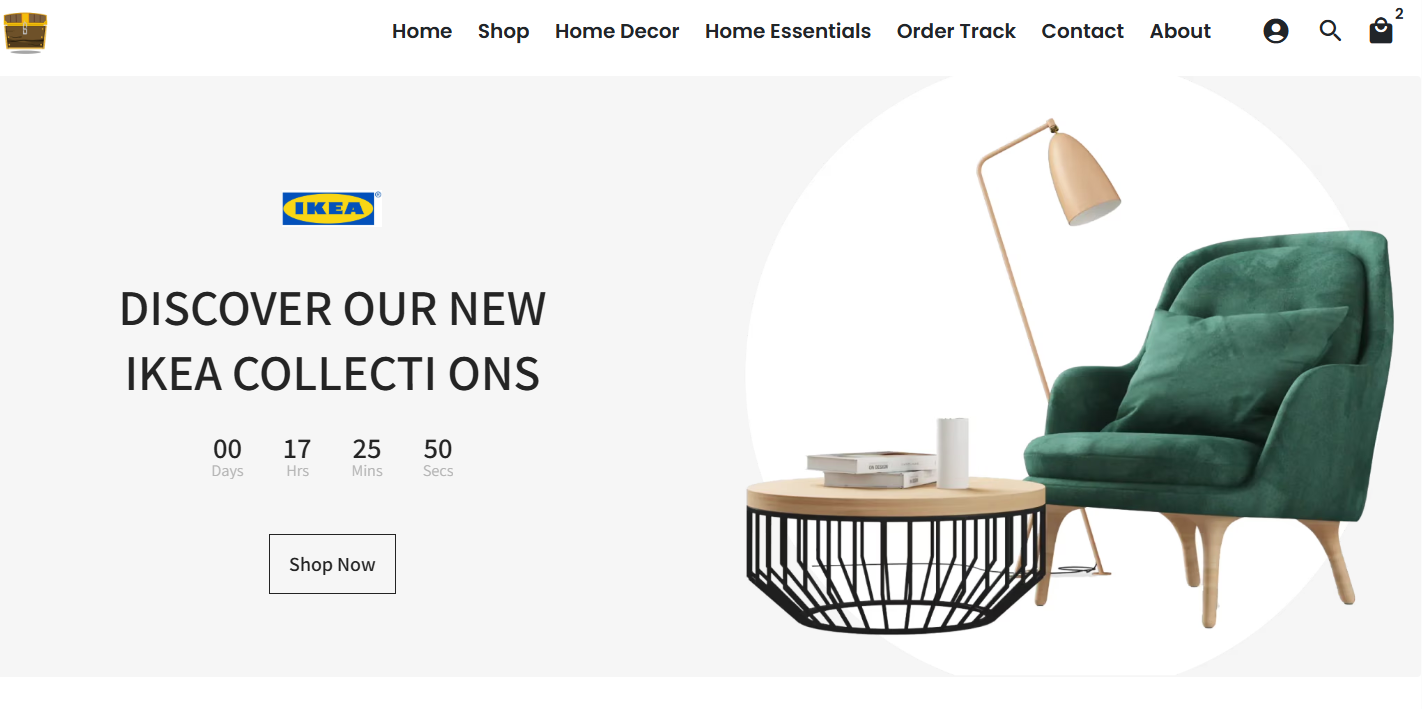 Home Shop Home Decor Home Essentials Order Track Contact About 2
IKEA ®
DISCOVER OUR NEW
IKEA COLLECTI ONS
00 17 25 50
Days Hrs Mins Secs
Shop Now